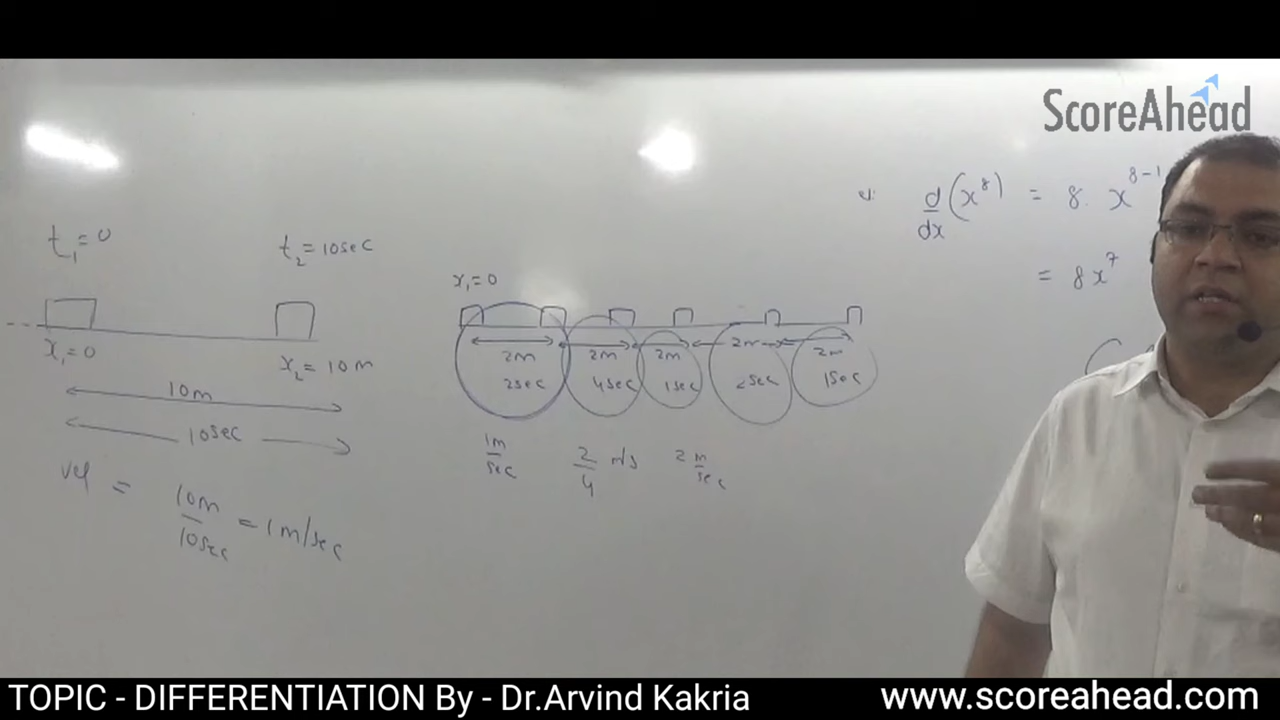 ScoreAhead
t₁ = 0
t₂ = 10sec
x₁ = 0
x₂ = 10m
10m
10sec
vel = 10m/10sec = 1m/sec
x₁ = 0
2m 2m 2m 2m 2m
2sec 4sec 1sec 2sec 1sec
1m/sec 2/4 m/s 2 m/sec
d/dx (x⁸) = 8. x⁸⁻¹
= 8x⁷
TOPIC - DIFFERENTIATION By - Dr.Arvind Kakria
www.scoreahead.com